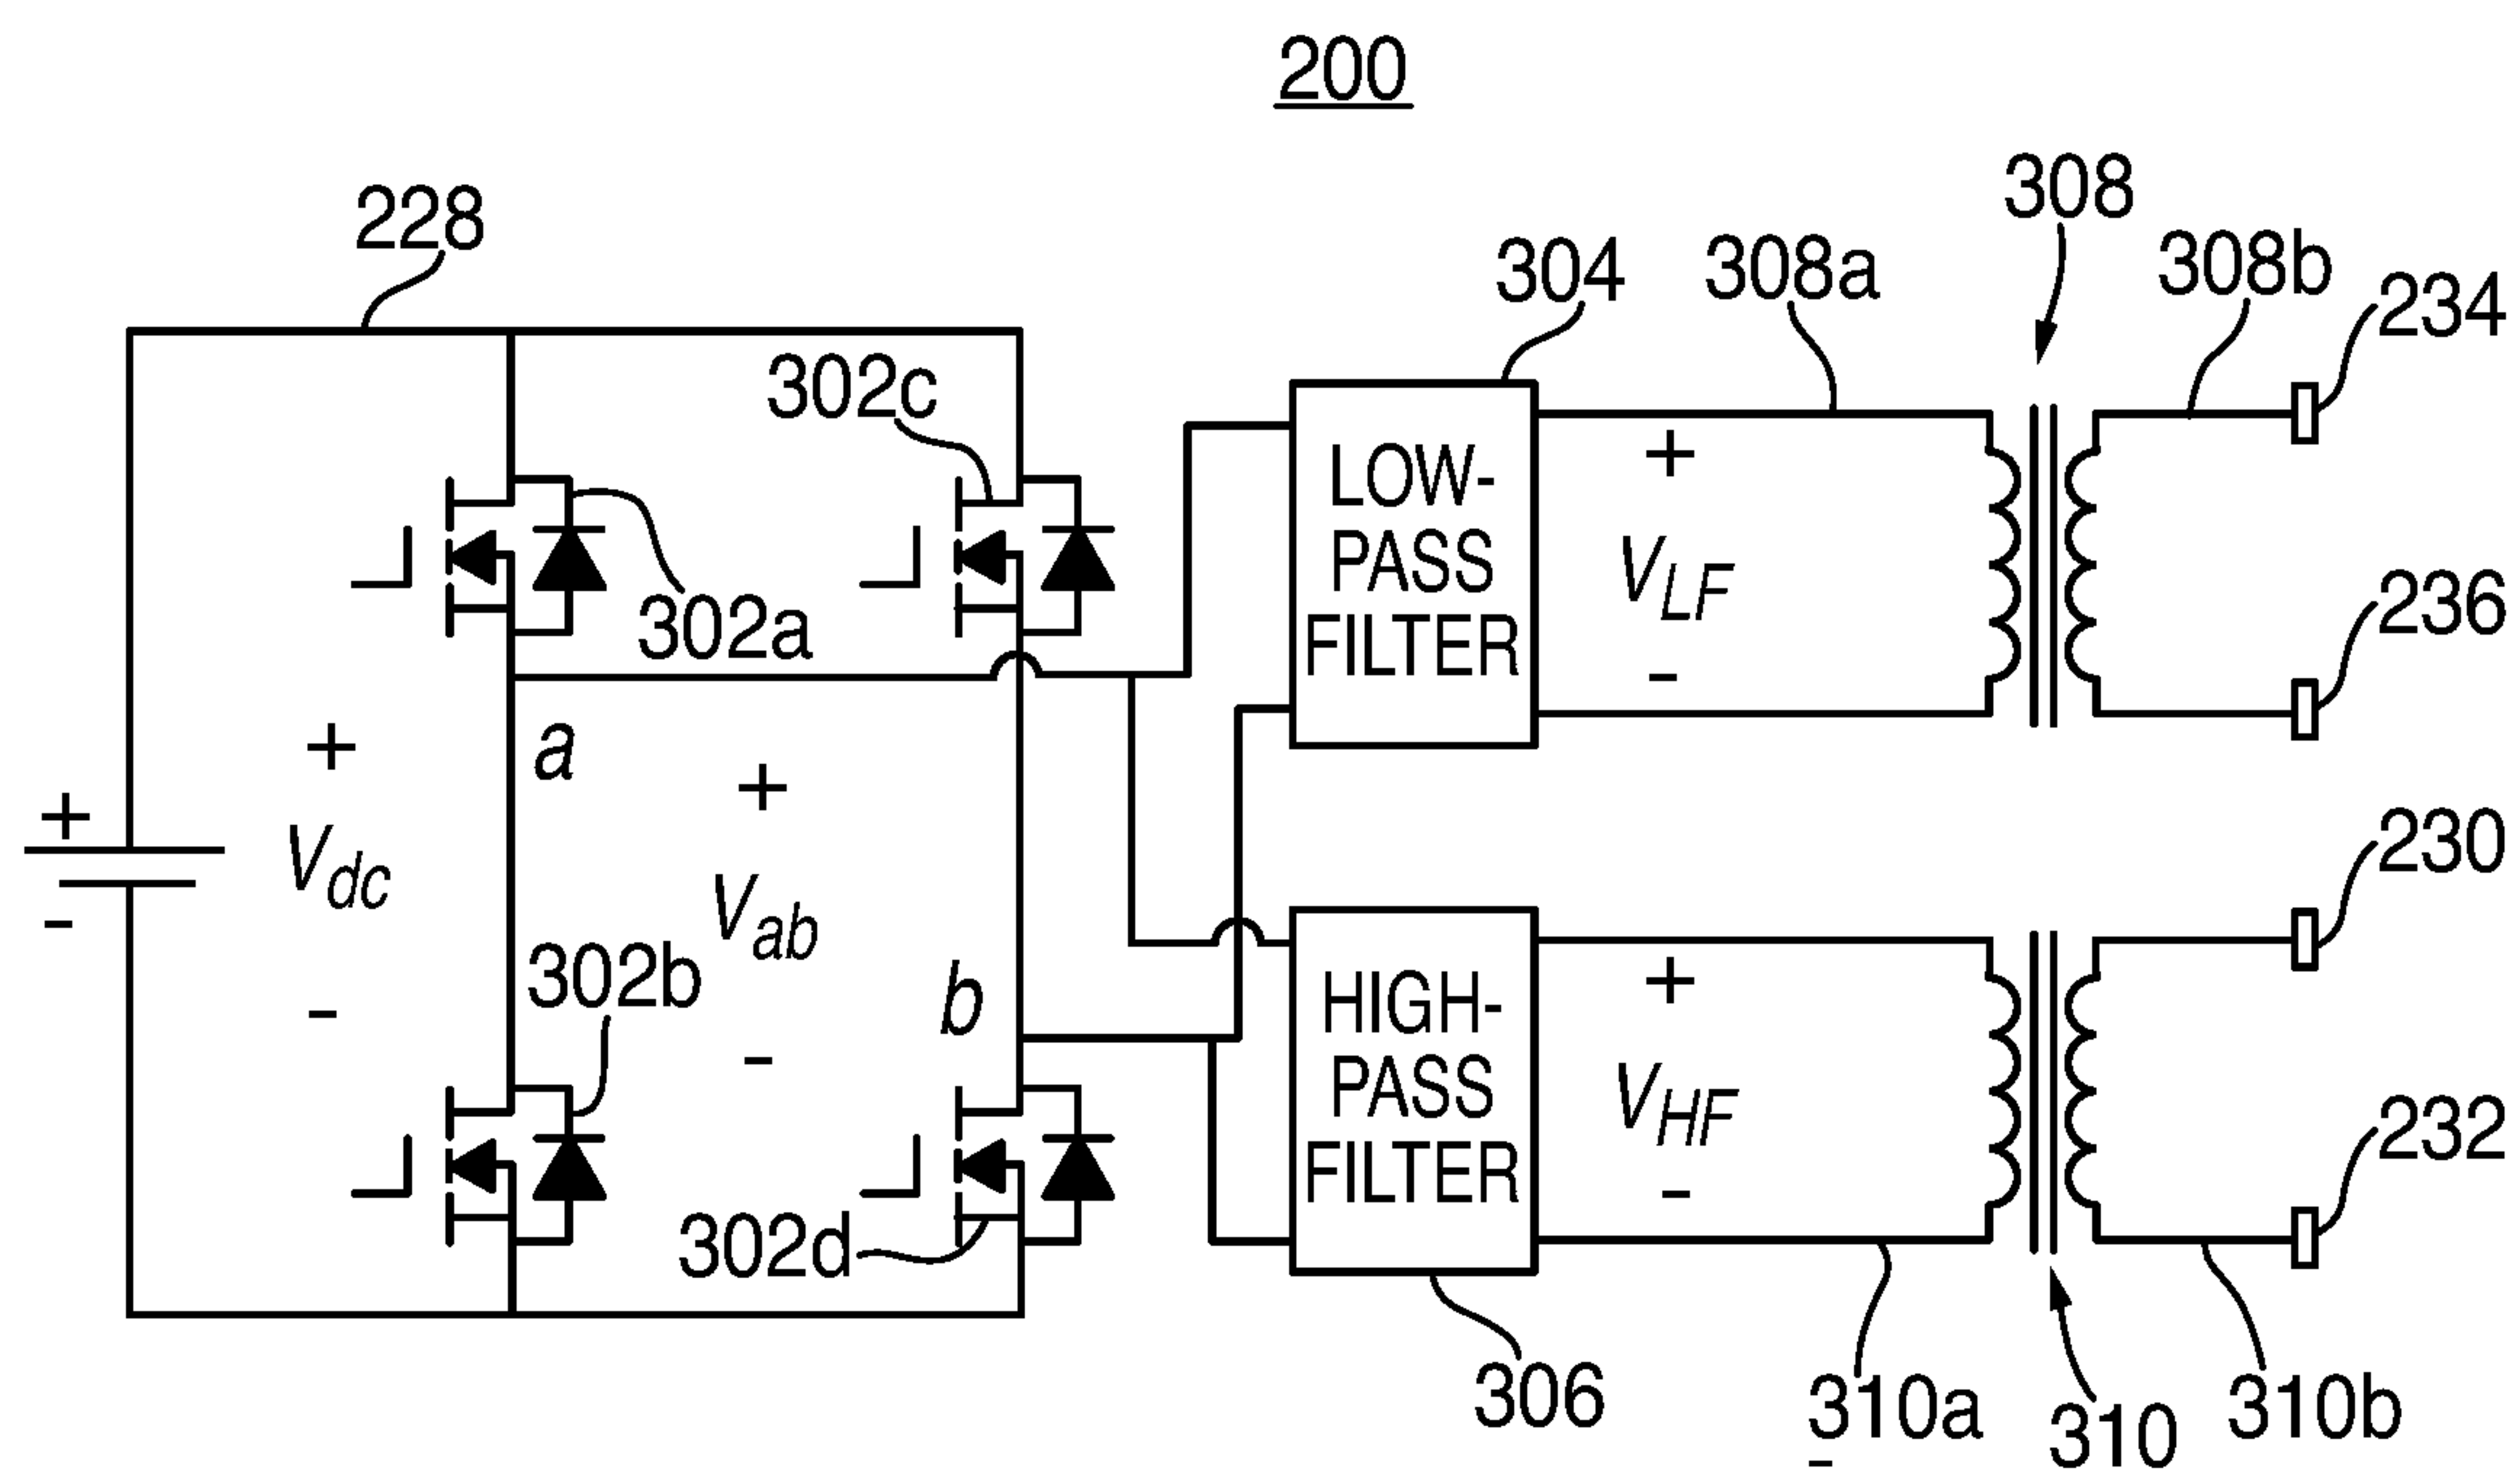 200
228
302c
302a
+
-
+
Vdc
-
a
+
Vab
-
b
302b
302d
304
LOW-
PASS
FILTER
308a
308
308b
234
+
VLF
-
236
HIGH-
PASS
FILTER
306
+
VHF
-
230
232
310a
-
310
310b